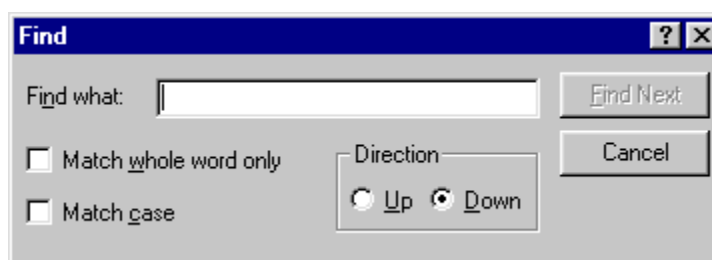 Find
Find what:
Find Next
Match whole word only
Direction
Cancel
Match case
Up
Down